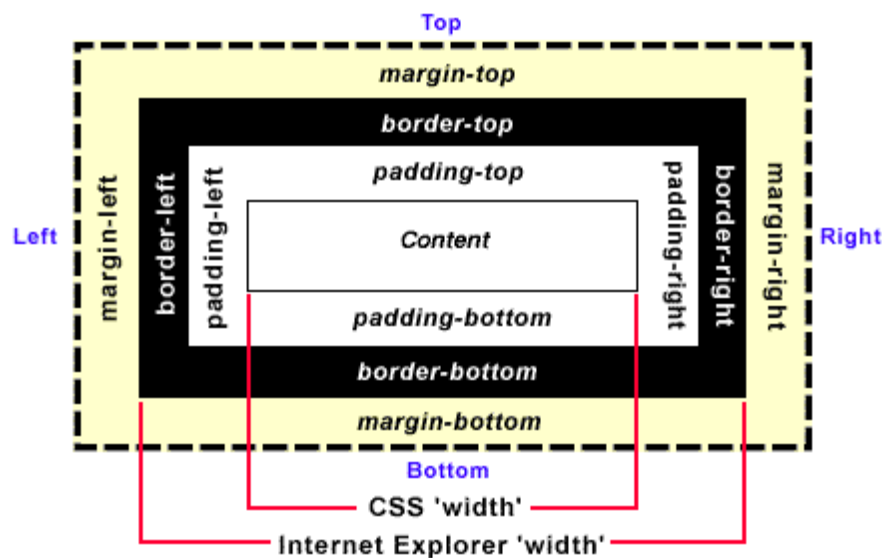 Top
margin-top
border-top
padding-top
Left
margin-left
border-left
padding-left
Content
padding-right
border-right
margin-right
Right
padding-bottom
border-bottom
margin-bottom
Bottom
CSS 'width'
Internet Explorer 'width'